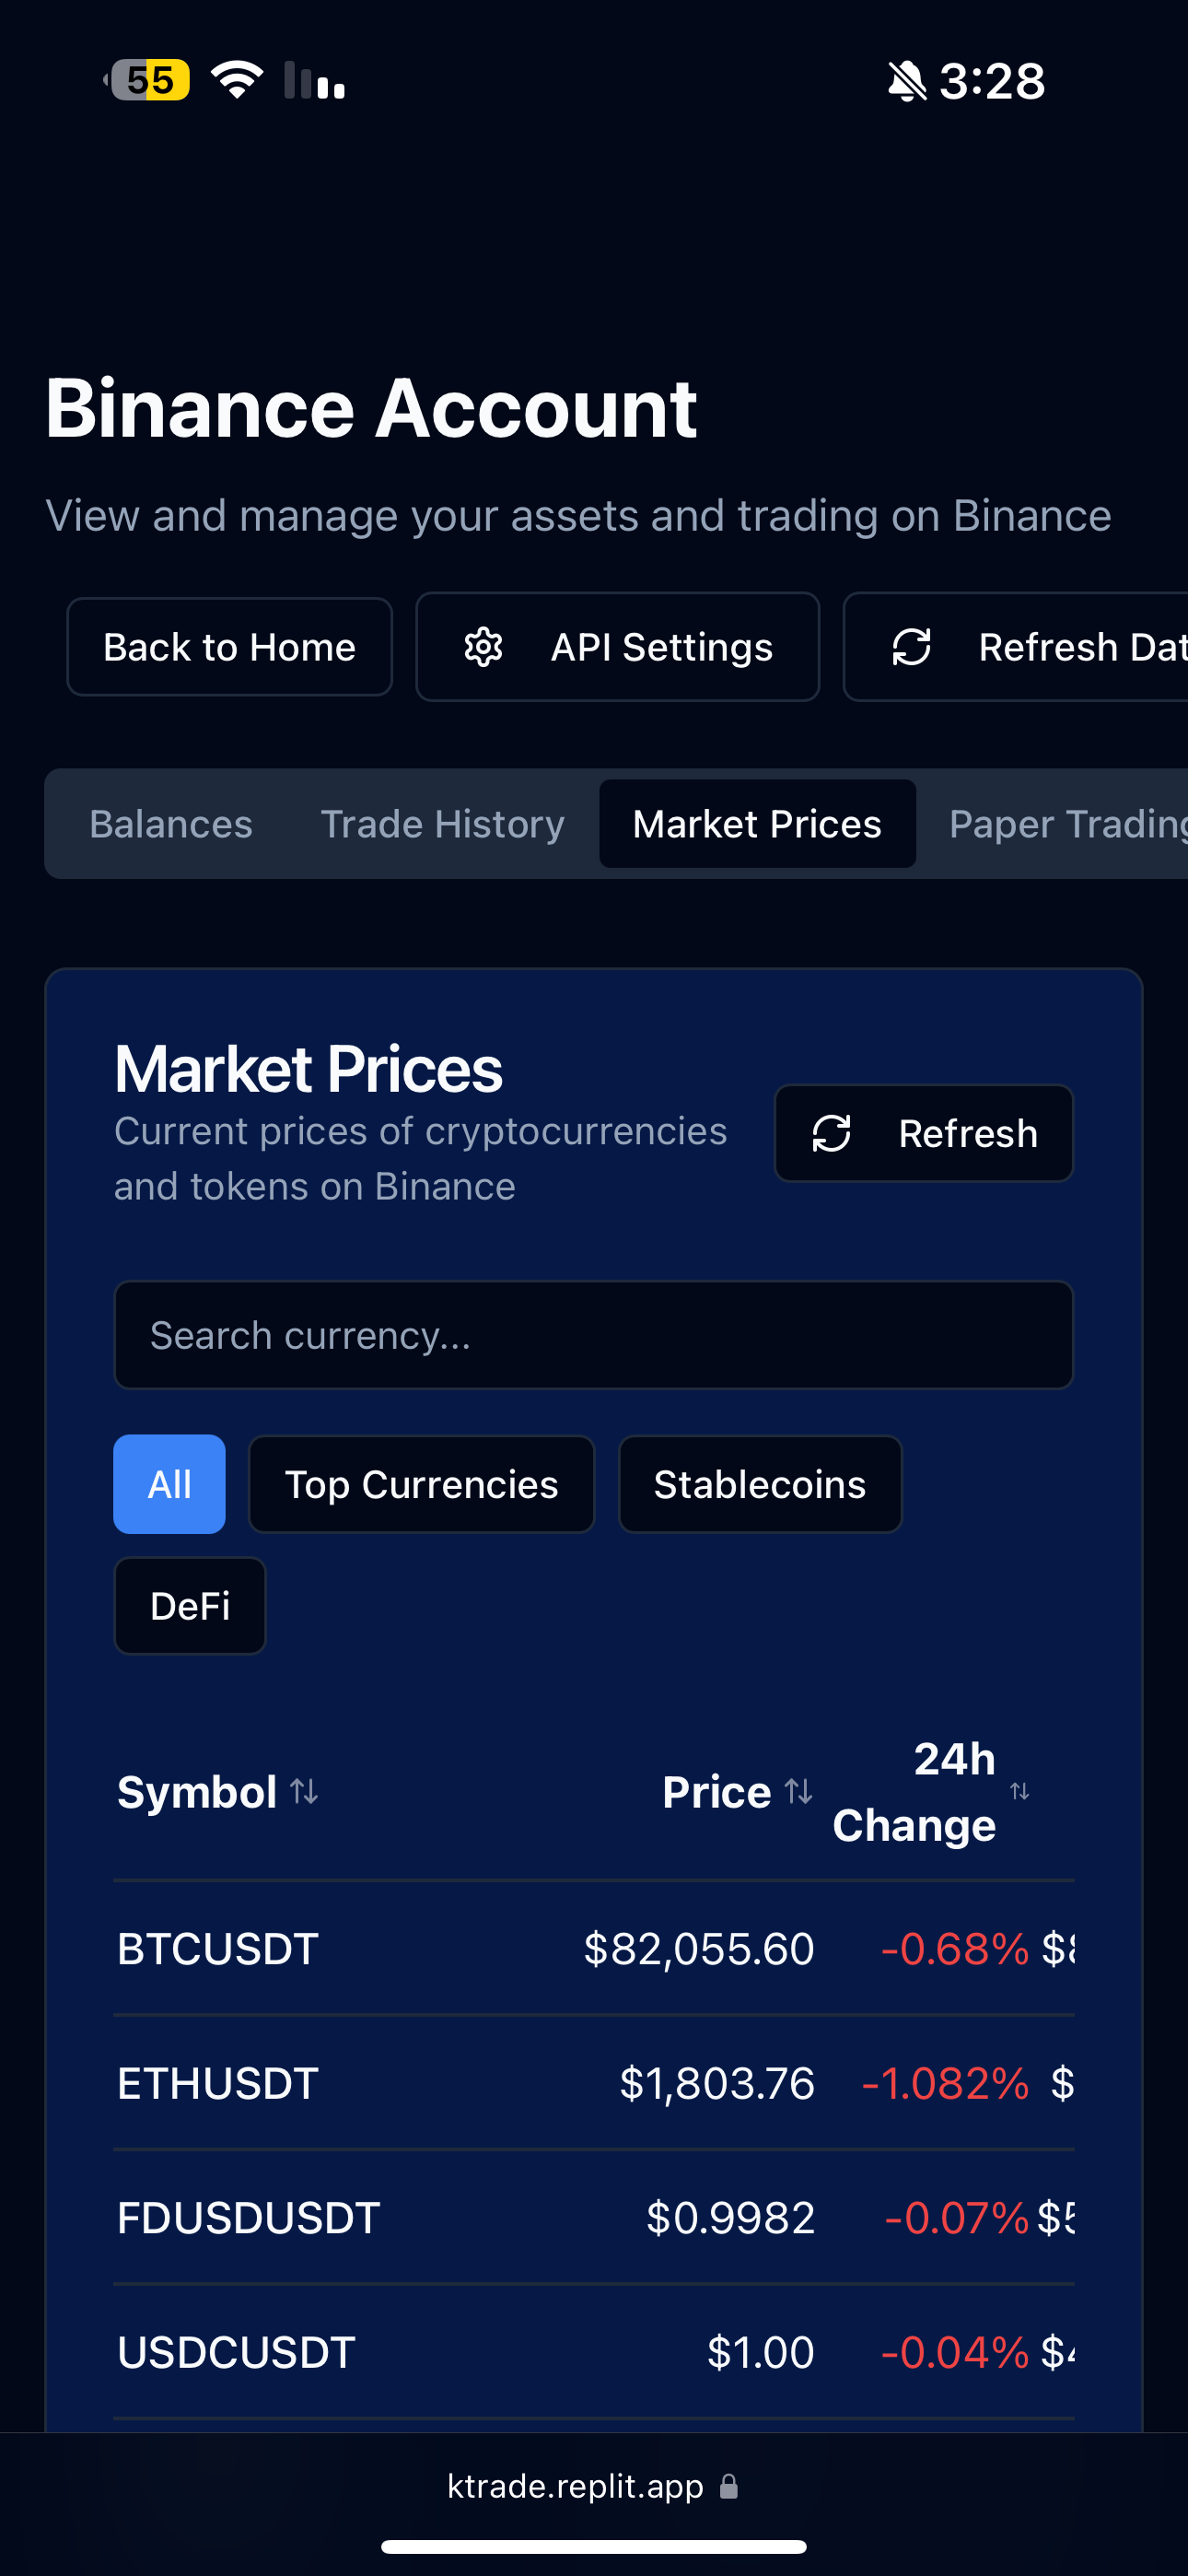 55
3:28
Binance Account
View and manage your assets and trading on Binance
Back to Home
API Settings
Refresh Dat
Balances
Trade History
Market Prices
Paper Trading
Market Prices
Current prices of cryptocurrencies
and tokens on Binance
Refresh
Search currency...
All
Top Currencies
Stablecoins
DeFi
Symbol
Price
24h
Change
BTCUSDT $82,055.60 -0.68% $
ETHUSDT $1,803.76 -1.082% $
FDUSDUSDT $0.9982 -0.07% $
USDCUSDT $1.00 -0.04% $
ktrade.replit.app